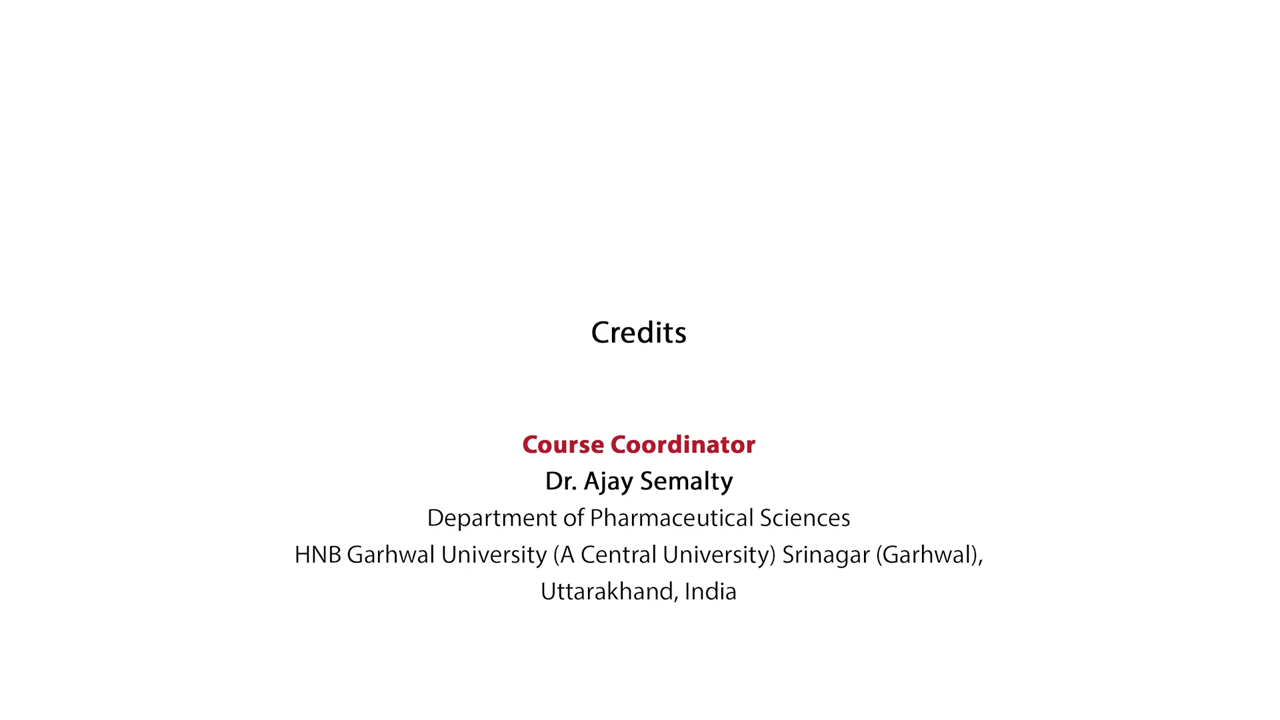 Credits
Course Coordinator
Dr. Ajay Semalty
Department of Pharmaceutical Sciences
HNB Garhwal University (A Central University) Srinagar (Garhwal),
Uttarakhand, India